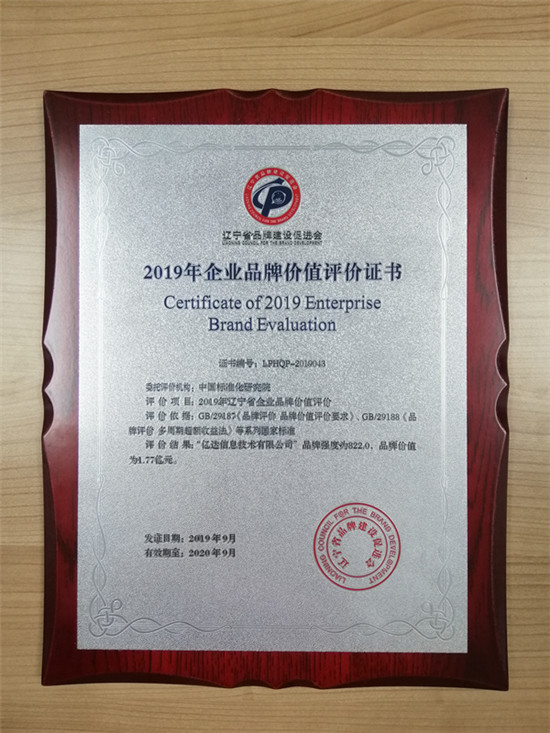 辽宁省品牌建设促进会
LIAONING COUNCIL FOR THE BRAND DEVELOPMENT
2019年企业品牌价值评价证书
Certificate of 2019 Enterprise
Brand Evaluation
证书编号：LPHQP-2019043
委托评价机构：中国标准化研究院
评价项目：2019年辽宁省企业品牌价值评价
评价依据：GB/29187《品牌评价 品牌价值评价要求》、GB/29188《品
牌评价 多周期超额收益法》等系列国家标准
评价结果：“亿达信息技术有限公司”品牌强度为822.0，品牌价值
为1.77亿元。
发证日期：2019年9月
有效期至：2020年9月
LIAONING COUNCIL FOR THE BRAND DEVELOPMENT
辽宁省品牌建设促进会